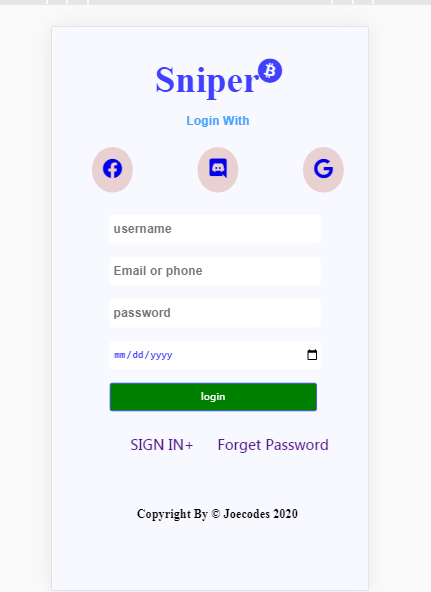 Sniper
Login With
username
Email or phone
password
mm/dd/yyyy
login
SIGN IN+ Forget Password
Copyright By © Joecodes 2020